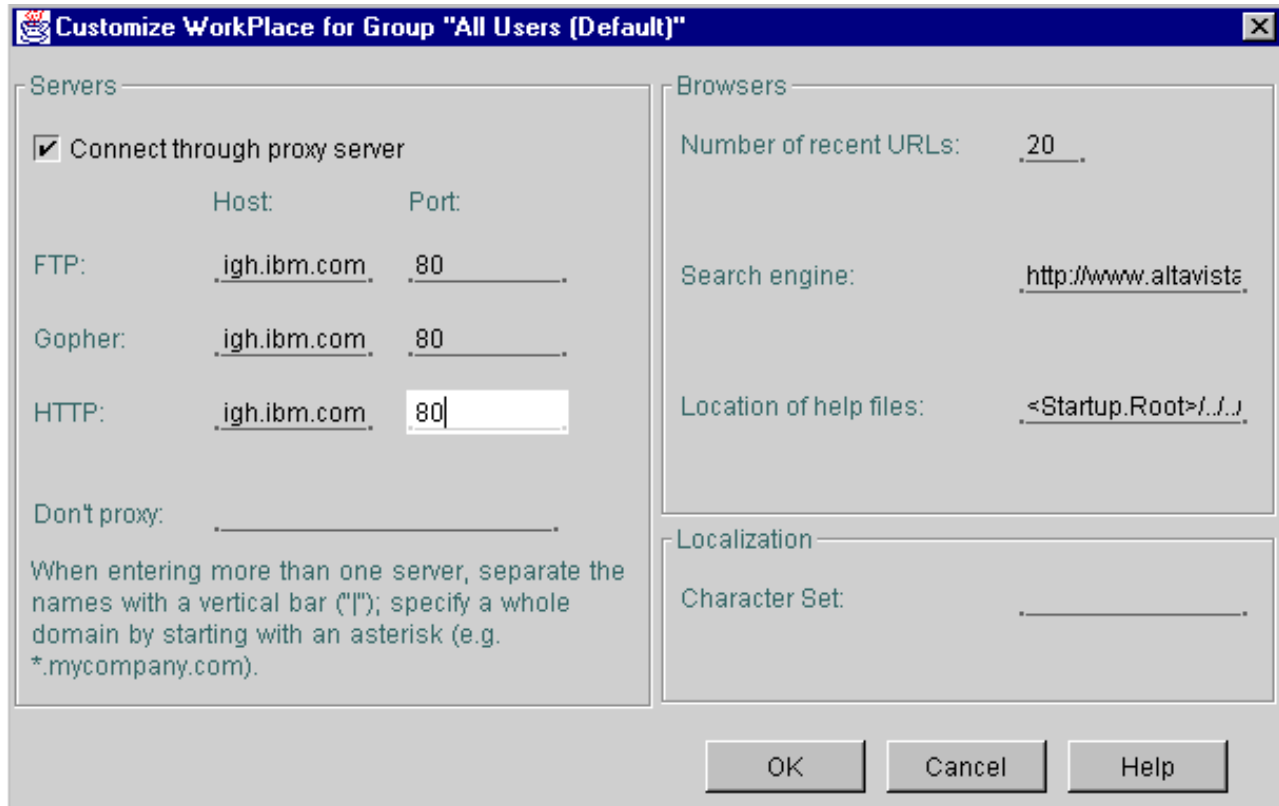 Customize WorkPlace for Group "All Users (Default)"
Servers
Connect through proxy server
Host: Port:
FTP: igh.ibm.com 80
Gopher: igh.ibm.com 80
HTTP: igh.ibm.com 80
Don't proxy:
When entering more than one server, separate the
names with a vertical bar ("|"); specify a whole
domain by starting with an asterisk (e.g.
*.mycompany.com).
Browsers
Number of recent URLs: 20
Search engine: http://www.altavista
Location of help files: <Startup.Root>/../../
Localization
Character Set:
OK Cancel Help